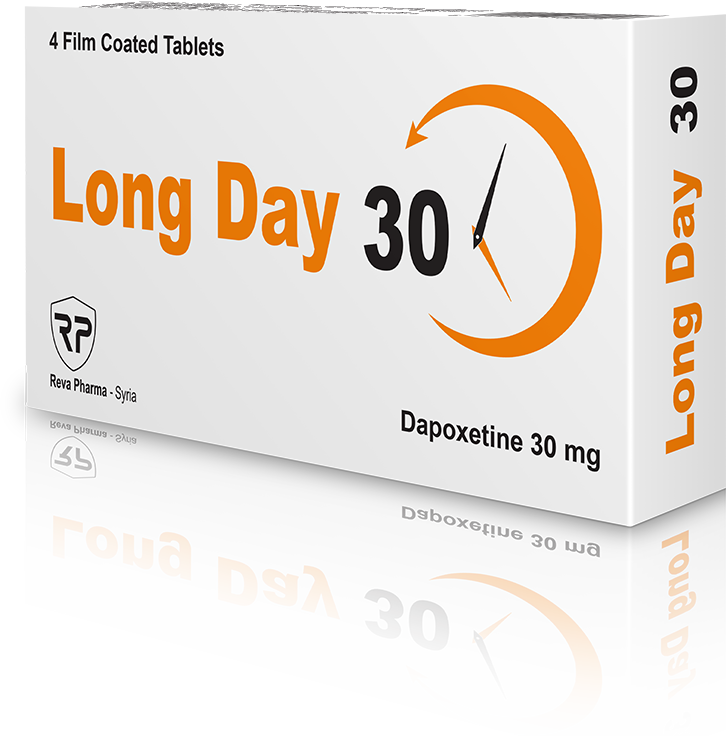 4 Film Coated Tablets
Long Day 30
RP
Reva Pharma - Syria
Dapoxetine 30 mg
Long Day 30